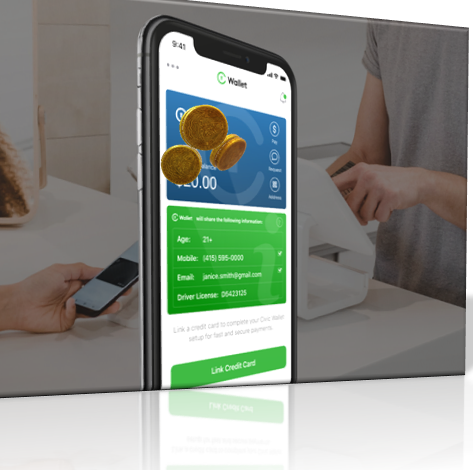 9:41
Wallet
Pay
Request
$20.00
Address
Wallet will share the following information:
Age: 21+
Mobile: (415) 595-0000
Email: janice.smith@gmail.com
Driver License: D5423125
Link a credit card to complete your Civic Wallet
setup for fast and secure payments.
Link Credit Card